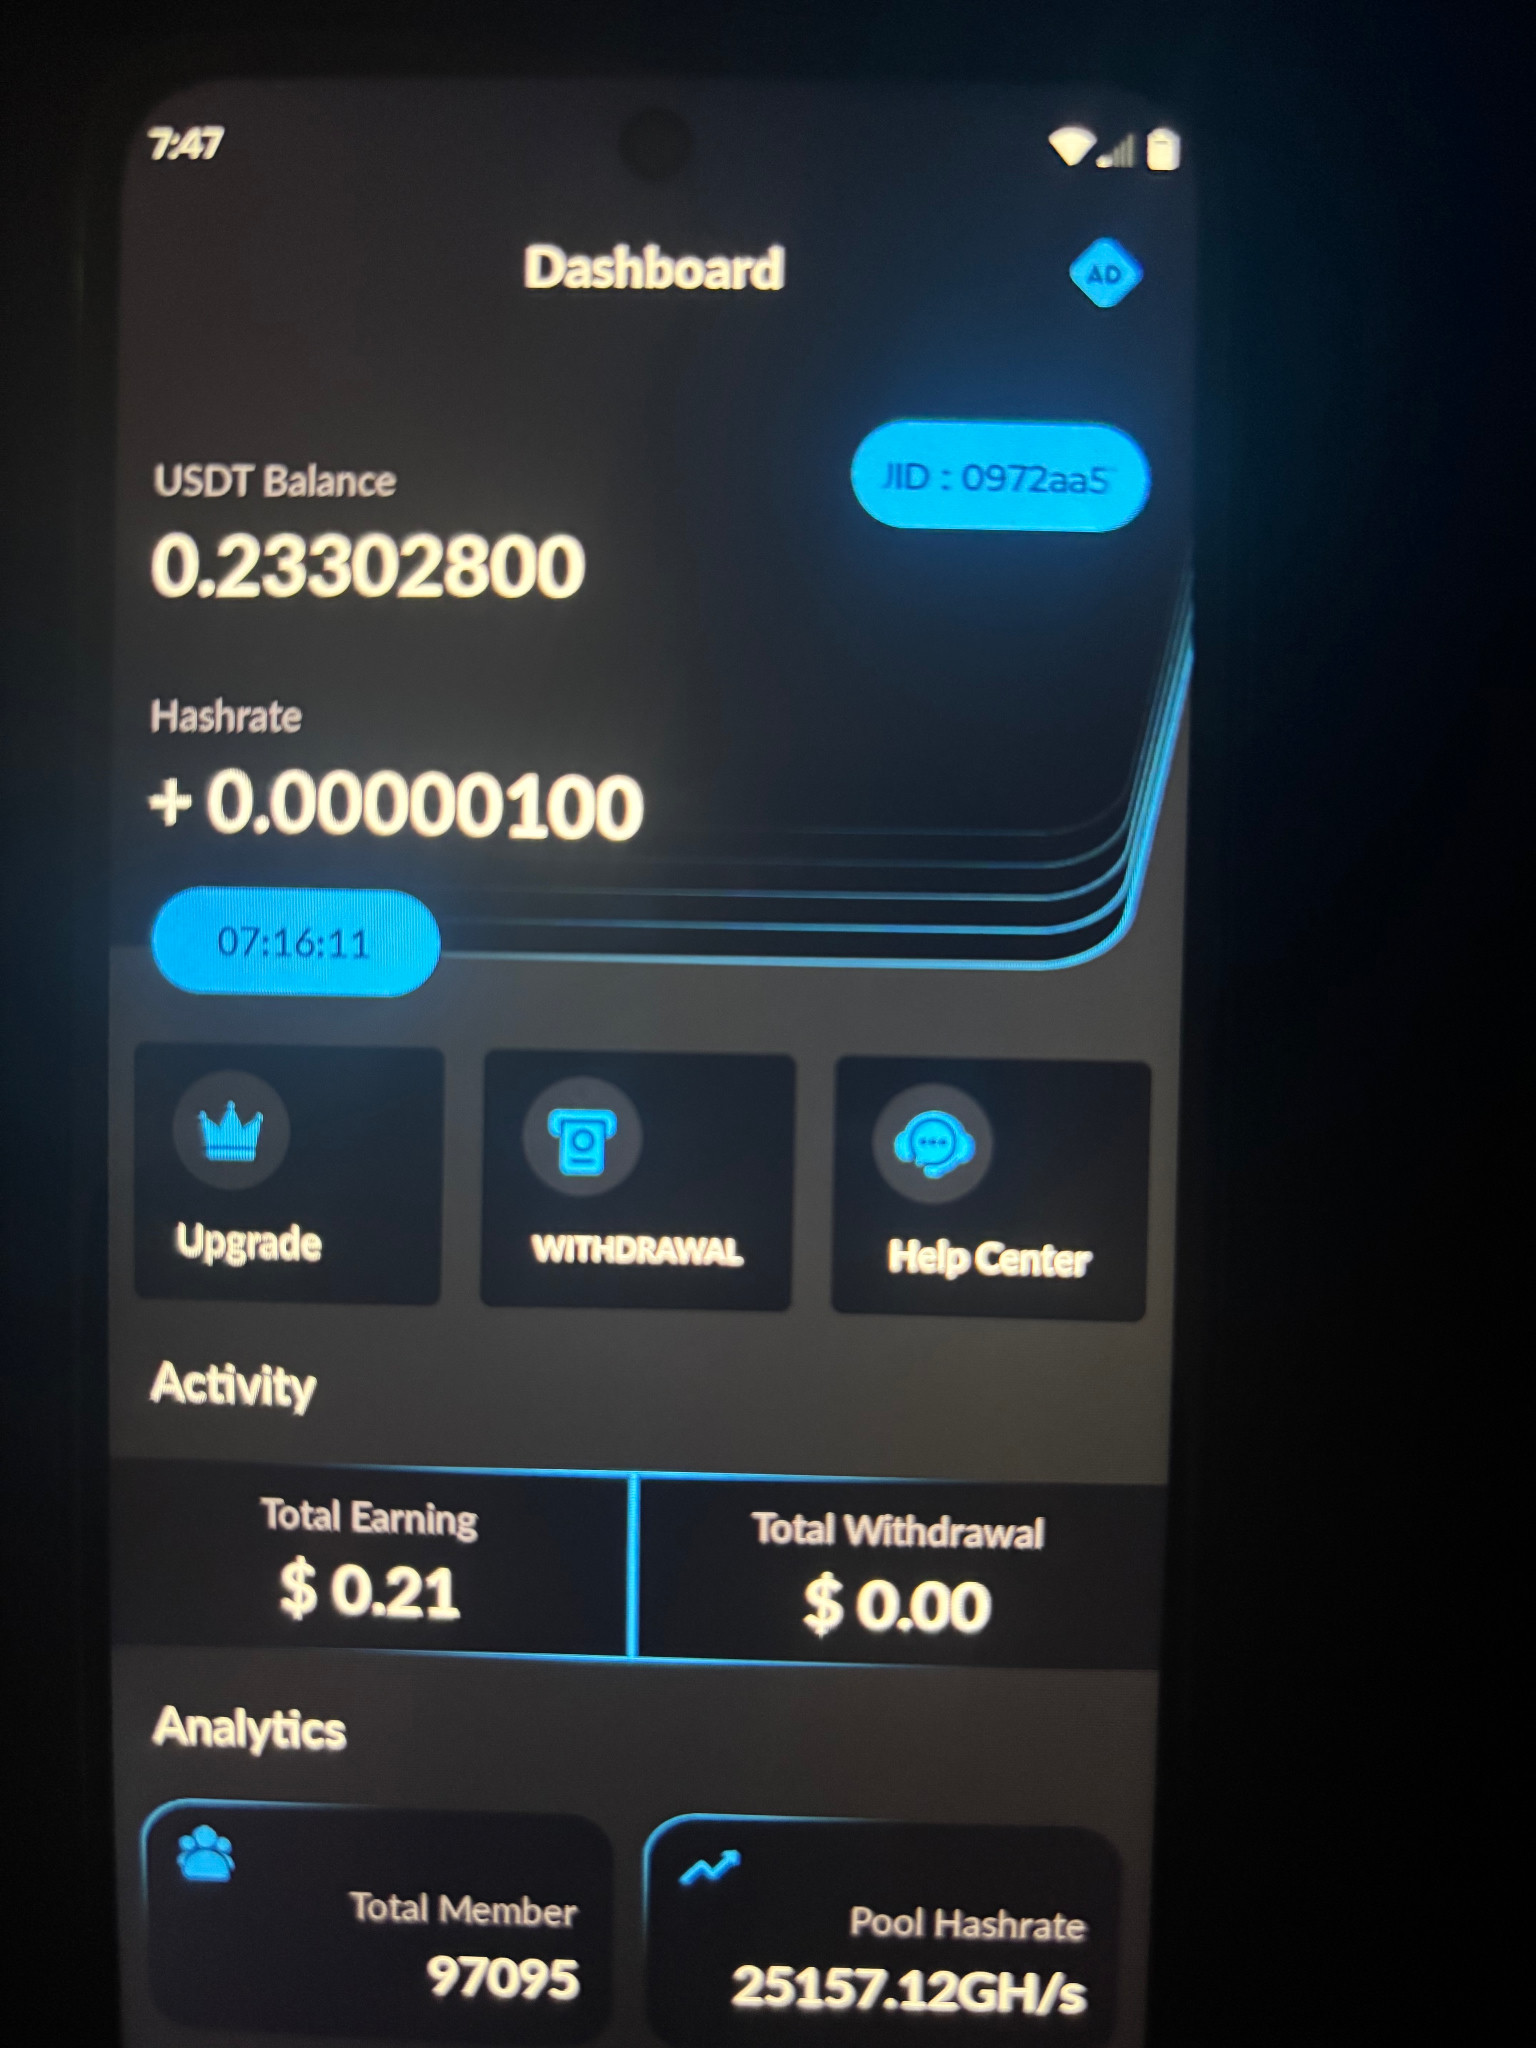 7:47
Dashboard
AD
USDT Balance
JID : 0972aa5
0.23302800
Hashrate
+ 0.00000100
07:16:11
Upgrade
WITHDRAWAL
Help Center
Activity
Total Earning
$ 0.21
Total Withdrawal
$ 0.00
Analytics
Total Member
97095
Pool Hashrate
25157.12GH/s